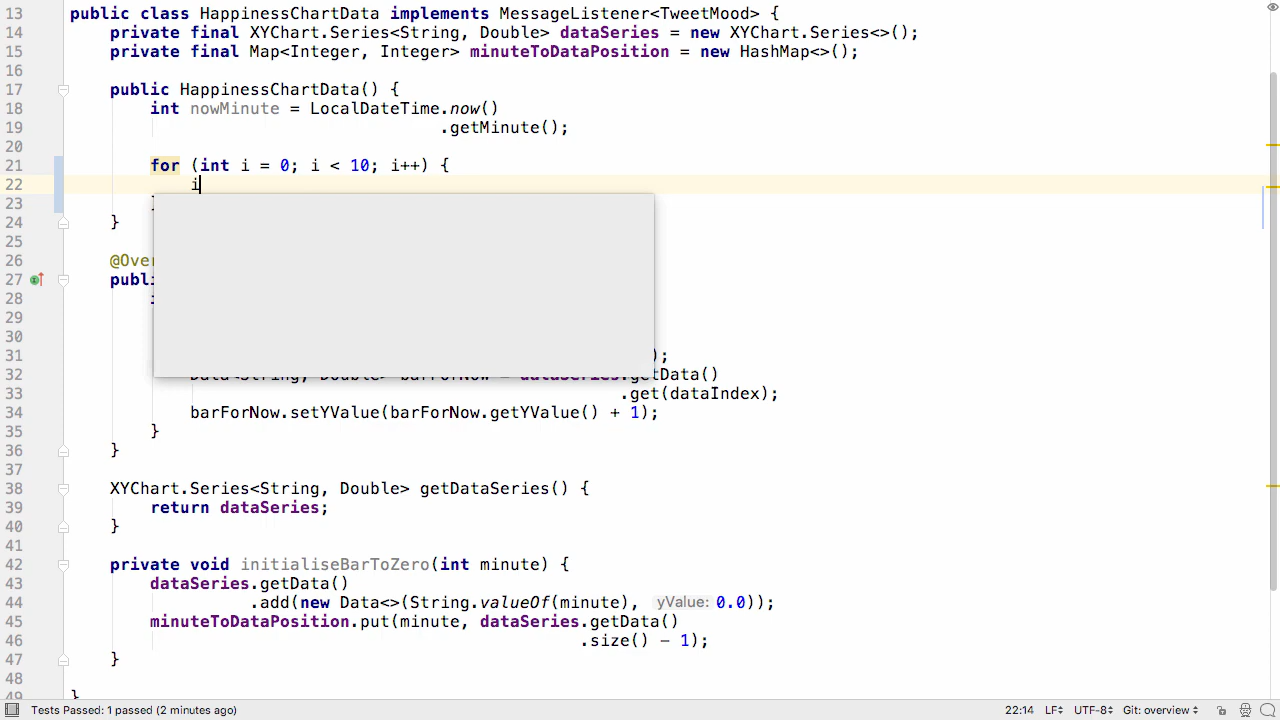 13 public class HappinessChartData implements MessageListener<TweetMood> {
14 private final XYChart.Series<String, Double> dataSeries = new XYChart.Series<>();
15 private final Map<Integer, Integer> minuteToDataPosition = new HashMap<>();
16
17 public HappinessChartData() {
18 int nowMinute = LocalDateTime.now()
19 .getMinute();
20
21 for (int i = 0; i < 10; i++) {
22 i
23
24 }
25
26 @Over
27 publi
28
29
30
31 );
32 Data<String, Double> barForNow = dataSeries.getData()
33 .get(dataIndex);
34 barForNow.setYValue(barForNow.getYValue() + 1);
35 }
36 }
37
38 XYChart.Series<String, Double> getDataSeries() {
39 return dataSeries;
40 }
41
42 private void initialiseBarToZero(int minute) {
43 dataSeries.getData()
44 .add(new Data<>(String.valueOf(minute), yValue: 0.0));
45 minuteToDataPosition.put(minute, dataSeries.getData()
46 .size() - 1);
47 }
48
49 }
Tests Passed: 1 passed (2 minutes ago) 22:14 LF÷ UTF-8÷ Git: overview ÷